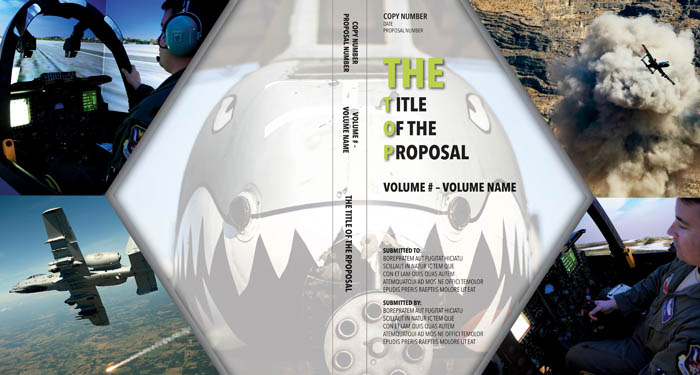 COPY NUMBER
PROPOSAL NUMBER
VOLUME # –
VOLUME NAME
THE TITLE OF THE RPOPOSAL
COPY NUMBER
DATE
PROPOSAL NUMBER
THE
TITLE
OF THE
PROPOSAL
VOLUME # – VOLUME NAME
SUBMITTED TO:
BOREPRATEM AUT FUGITAT HICIATU
SCILLAUT IN NATUR IC TEM QUE
CON ET LAM QUIS QUAS AUTEM
ATEMQUATQUI AD MOS NE OFFICI TEMOLOR
EPUDIS PRERIS RAEPTIIS MOLORE UT EAT
SUBMITTED BY:
BOREPRATEM AUT FUGITAT HICIATU
SCILLAUT IN NATUR IC TEM QUE
CON ET LAM QUIS QUAS AUTEM
ATEMQUATQUI AD MOS NE OFFICI TEMOLOR
EPUDIS PRERIS RAEPTIIS MOLORE UT EAT